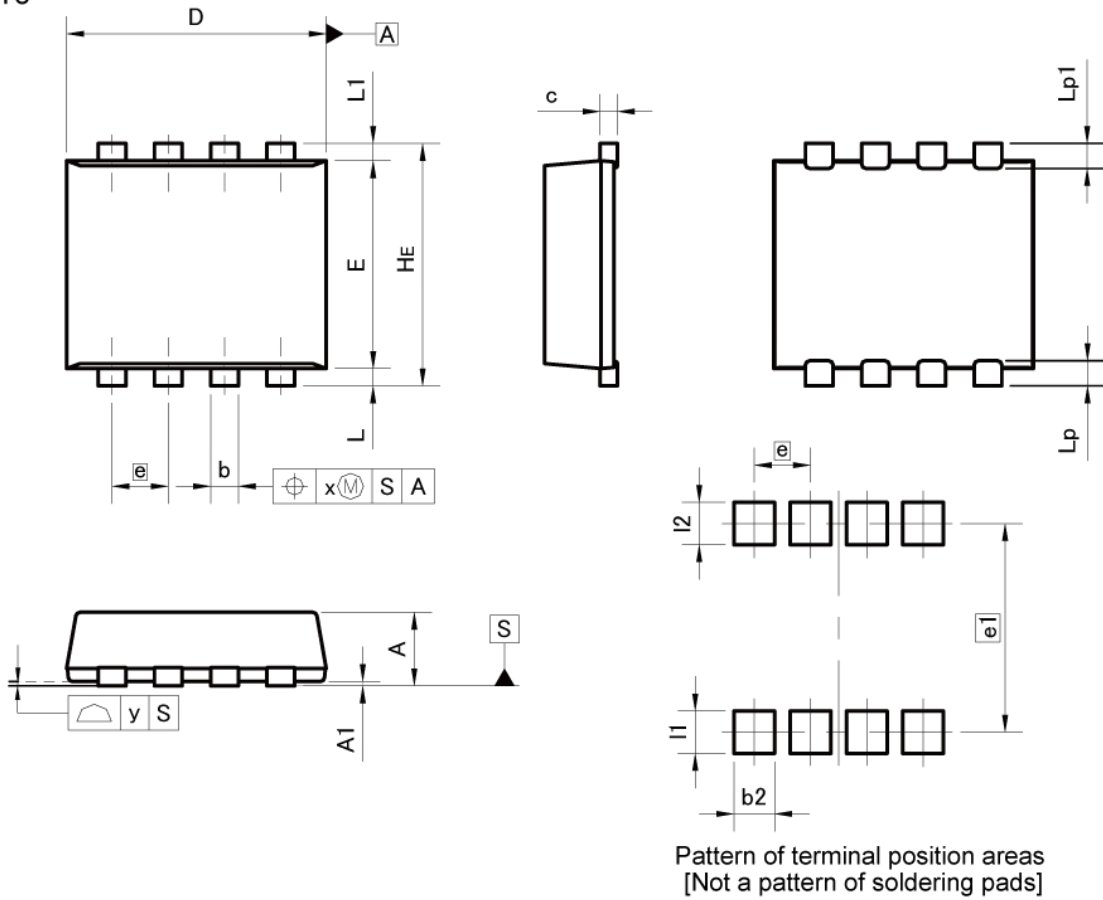 D
A
L1
c
Lp1
E
HE
L
Lp
e
b
x Ⓜ S A
e
l2
S
A
e1
y S
A1
l1
b2
Pattern of terminal position areas
[Not a pattern of soldering pads]